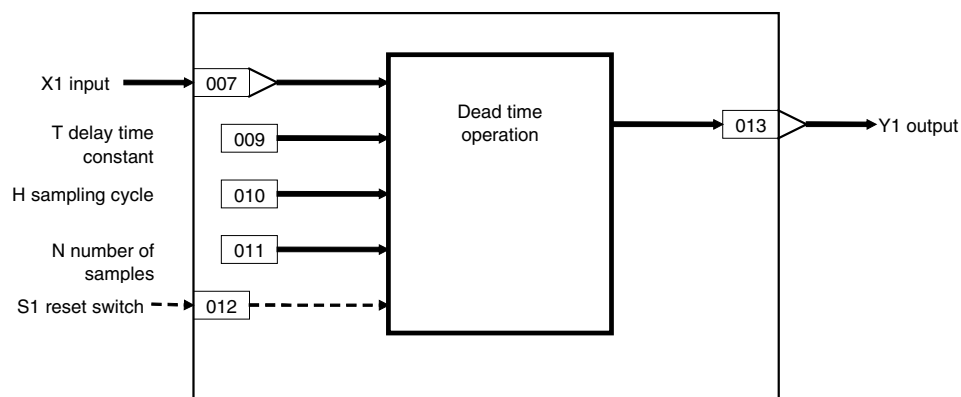 X1 input
007
T delay time
constant
009
H sampling cycle
010
N number of
samples
011
S1 reset switch
012
Dead time
operation
013
Y1 output